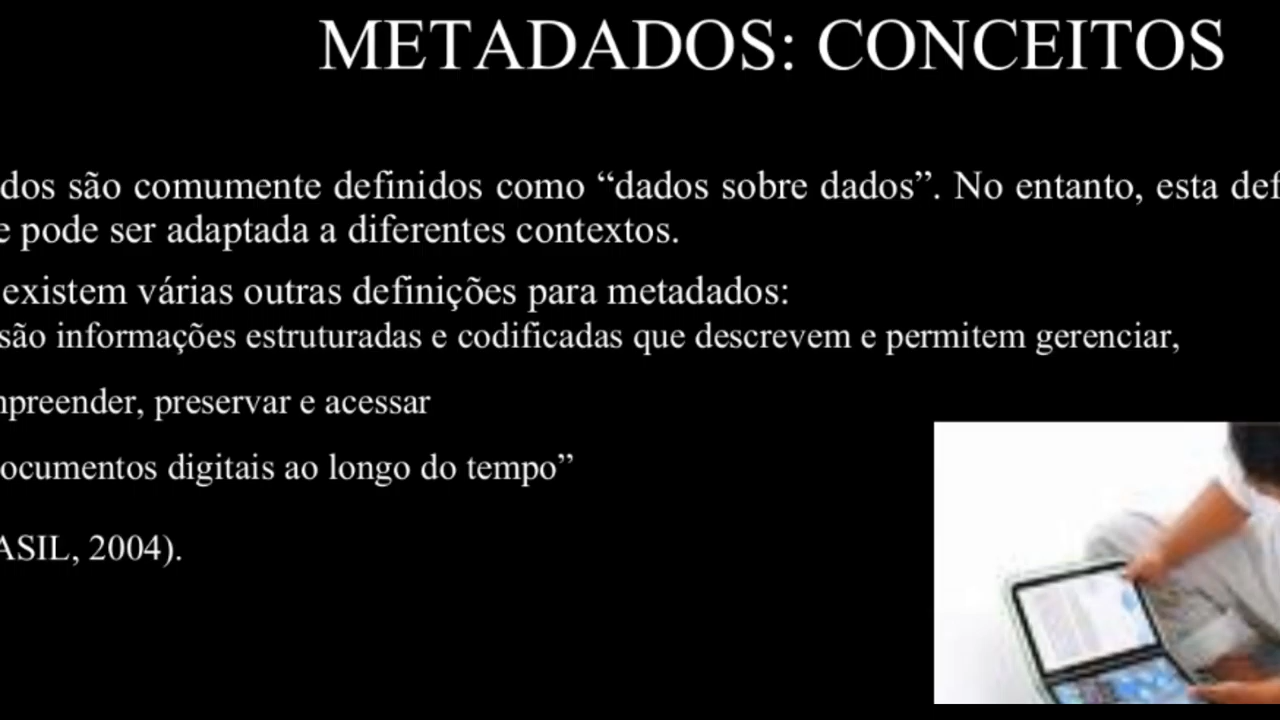 METADADOS: CONCEITOS
dos são comumente definidos como “dados sobre dados”. No entanto, esta def
e pode ser adaptada a diferentes contextos.
existem várias outras definições para metadados:
são informações estruturadas e codificadas que descrevem e permitem gerenciar,
mpreender, preservar e acessar
ocumentos digitais ao longo do tempo”
ASIL, 2004).